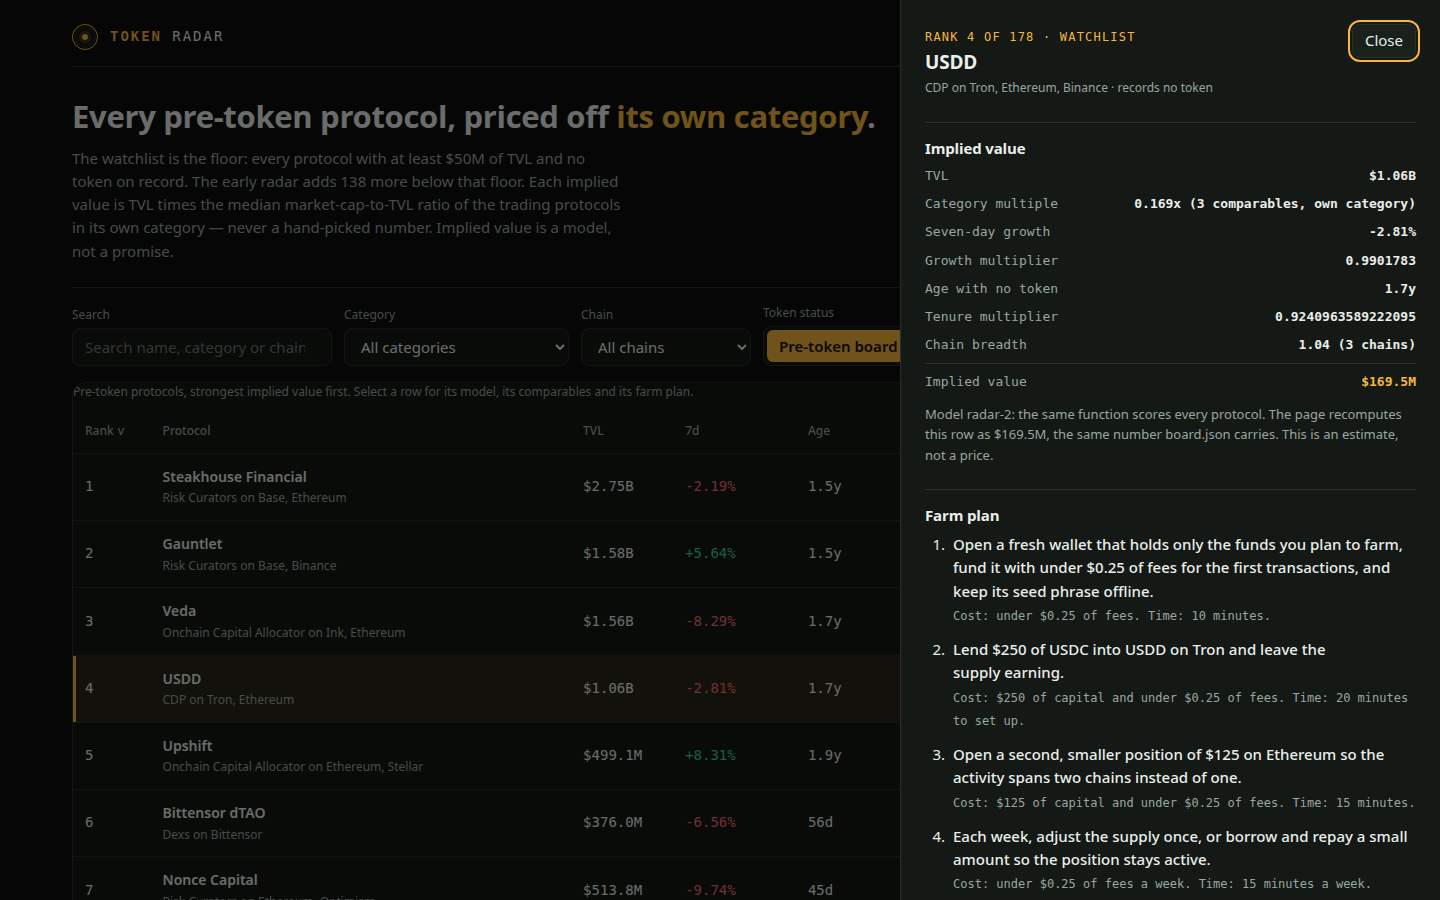 TOKEN RADAR
Every pre-token protocol, priced off its own category.
The watchlist is the floor: every protocol with at least $50M of TVL and no
token on record. The early radar adds 138 more below that floor. Each implied
value is TVL times the median market-cap-to-TVL ratio of the trading protocols
in its own category — never a hand-picked number. Implied value is a model,
not a promise.
Search
Category
Chain
Token status
Search name, category or chain
All categories
All chains
Pre-token board
Pre-token protocols, strongest implied value first. Select a row for its model, its comparables and its farm plan.
Rank v Protocol TVL 7d Age
1 Steakhouse Financial $2.75B -2.19% 1.5y
Risk Curators on Base, Ethereum
2 Gauntlet $1.58B +5.64% 1.5y
Risk Curators on Base, Binance
3 Veda $1.56B -8.29% 1.7y
Onchain Capital Allocator on Ink, Ethereum
4 USDD $1.06B -2.81% 1.7y
CDP on Tron, Ethereum
5 Upshift $499.1M +8.31% 1.9y
Onchain Capital Allocator on Ethereum, Stellar
6 Bittensor dTAO $376.0M -6.56% 56d
Dexs on Bittensor
7 Nonce Capital $513.8M -9.74% 45d
RANK 4 OF 178 · WATCHLIST
Close
USDD
CDP on Tron, Ethereum, Binance · records no token
Implied value
TVL $1.06B
Category multiple 0.169x (3 comparables, own category)
Seven-day growth -2.81%
Growth multiplier 0.9901783
Age with no token 1.7y
Tenure multiplier 0.9240963589222095
Chain breadth 1.04 (3 chains)
Implied value $169.5M
Model radar-2: the same function scores every protocol. The page recomputes
this row as $169.5M, the same number board.json carries. This is an estimate,
not a price.
Farm plan
1. Open a fresh wallet that holds only the funds you plan to farm,
fund it with under $0.25 of fees for the first transactions, and
keep its seed phrase offline.
Cost: under $0.25 of fees. Time: 10 minutes.
2. Lend $250 of USDC into USDD on Tron and leave the
supply earning.
Cost: $250 of capital and under $0.25 of fees. Time: 20 minutes
to set up.
3. Open a second, smaller position of $125 on Ethereum so the
activity spans two chains instead of one.
Cost: $125 of capital and under $0.25 of fees. Time: 15 minutes.
4. Each week, adjust the supply once, or borrow and repay a small
amount so the position stays active.
Cost: under $0.25 of fees a week. Time: 15 minutes a week.